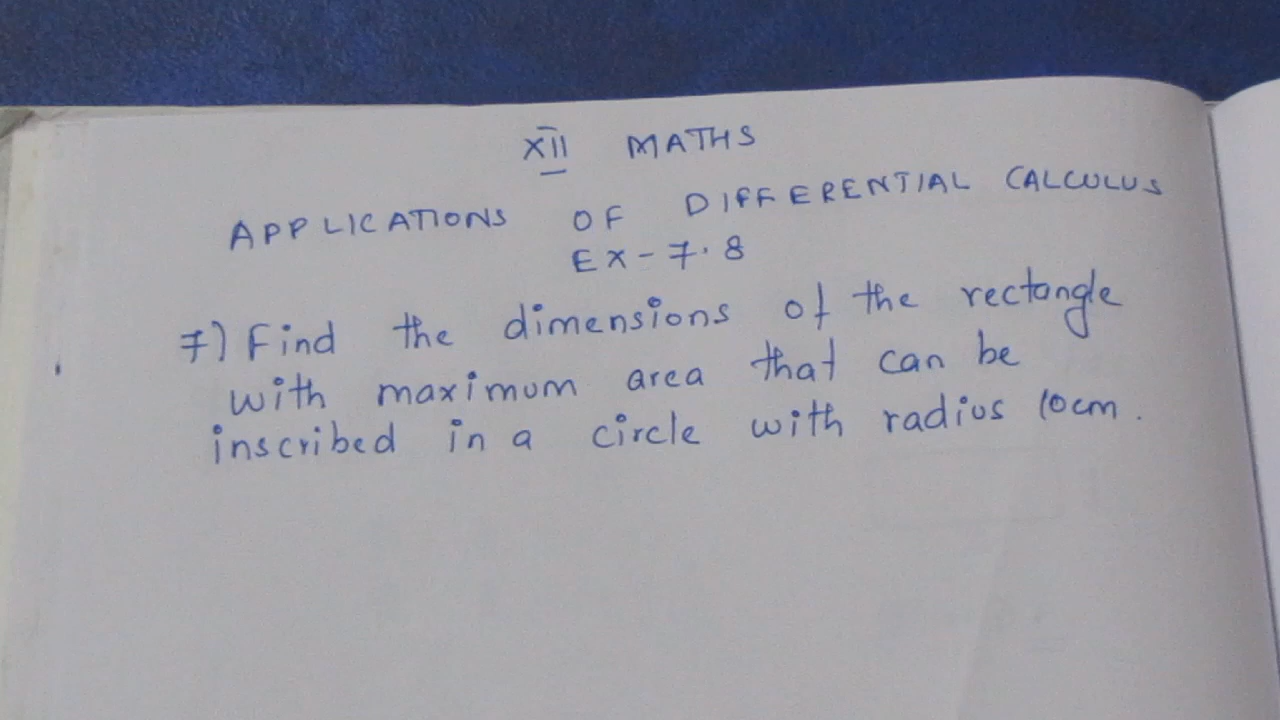 XII MATHS
APPLICATIONS OF DIFFERENTIAL CALCULUS
EX-7.8
7) Find the dimensions of the rectangle
with maximum area that can be
inscribed in a circle with radius 10cm.